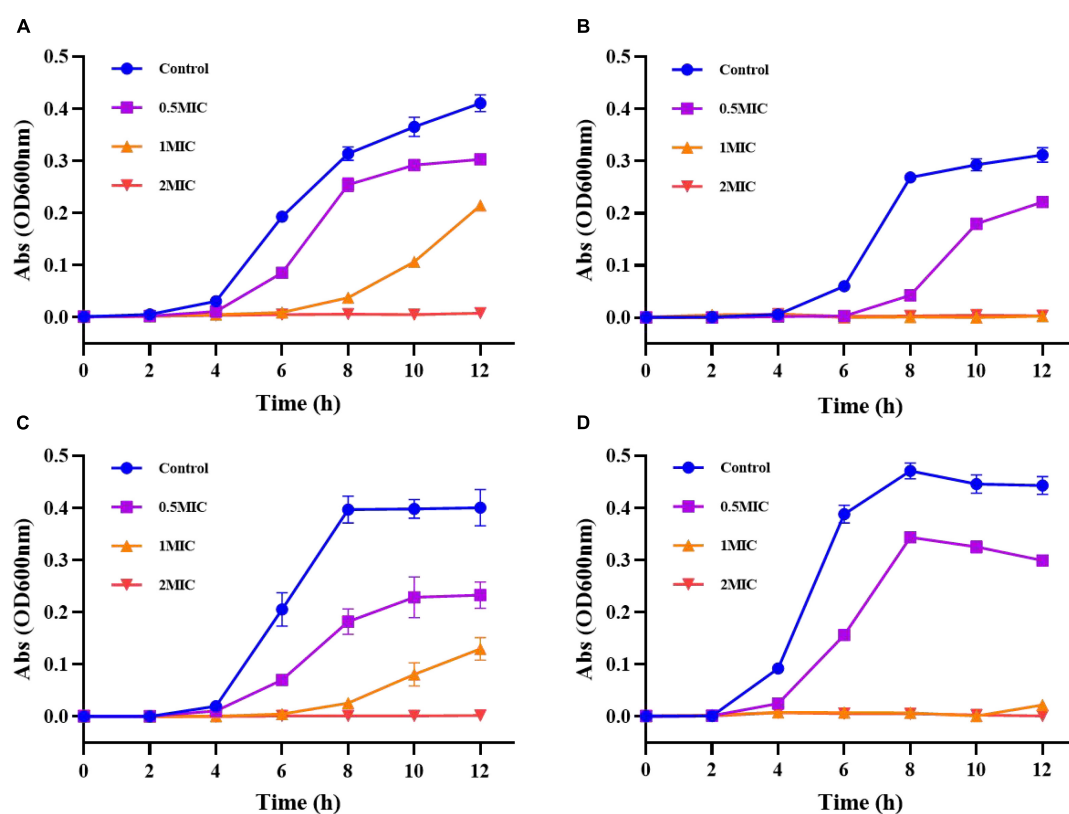 A
Abs (OD600nm)
0.5
0.4
0.3
0.2
0.1
0.0
Control
0.5MIC
1MIC
2MIC
0 2 4 6 8 10 12
Time (h)
B
Abs (OD600nm)
0.5
0.4
0.3
0.2
0.1
0.0
Control
0.5MIC
1MIC
2MIC
0 2 4 6 8 10 12
Time (h)
C
Abs (OD600nm)
0.5
0.4
0.3
0.2
0.1
0.0
Control
0.5MIC
1MIC
2MIC
0 2 4 6 8 10 12
Time (h)
D
Abs (OD600nm)
0.5
0.4
0.3
0.2
0.1
0.0
Control
0.5MIC
1MIC
2MIC
0 2 4 6 8 10 12
Time (h)